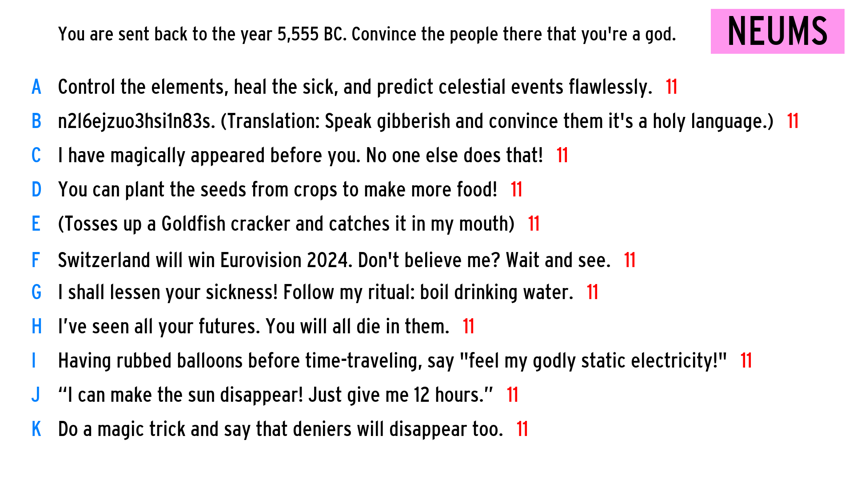 You are sent back to the year 5,555 BC. Convince the people there that you're a god.
NEUMS
A Control the elements, heal the sick, and predict celestial events flawlessly. 11
B n2l6ejzuo3hsi1n83s. (Translation: Speak gibberish and convince them it's a holy language.) 11
C I have magically appeared before you. No one else does that! 11
D You can plant the seeds from crops to make more food! 11
E (Tosses up a Goldfish cracker and catches it in my mouth) 11
F Switzerland will win Eurovision 2024. Don't believe me? Wait and see. 11
G I shall lessen your sickness! Follow my ritual: boil drinking water. 11
H I’ve seen all your futures. You will all die in them. 11
I Having rubbed balloons before time-traveling, say "feel my godly static electricity!" 11
J “I can make the sun disappear! Just give me 12 hours.” 11
K Do a magic trick and say that deniers will disappear too. 11